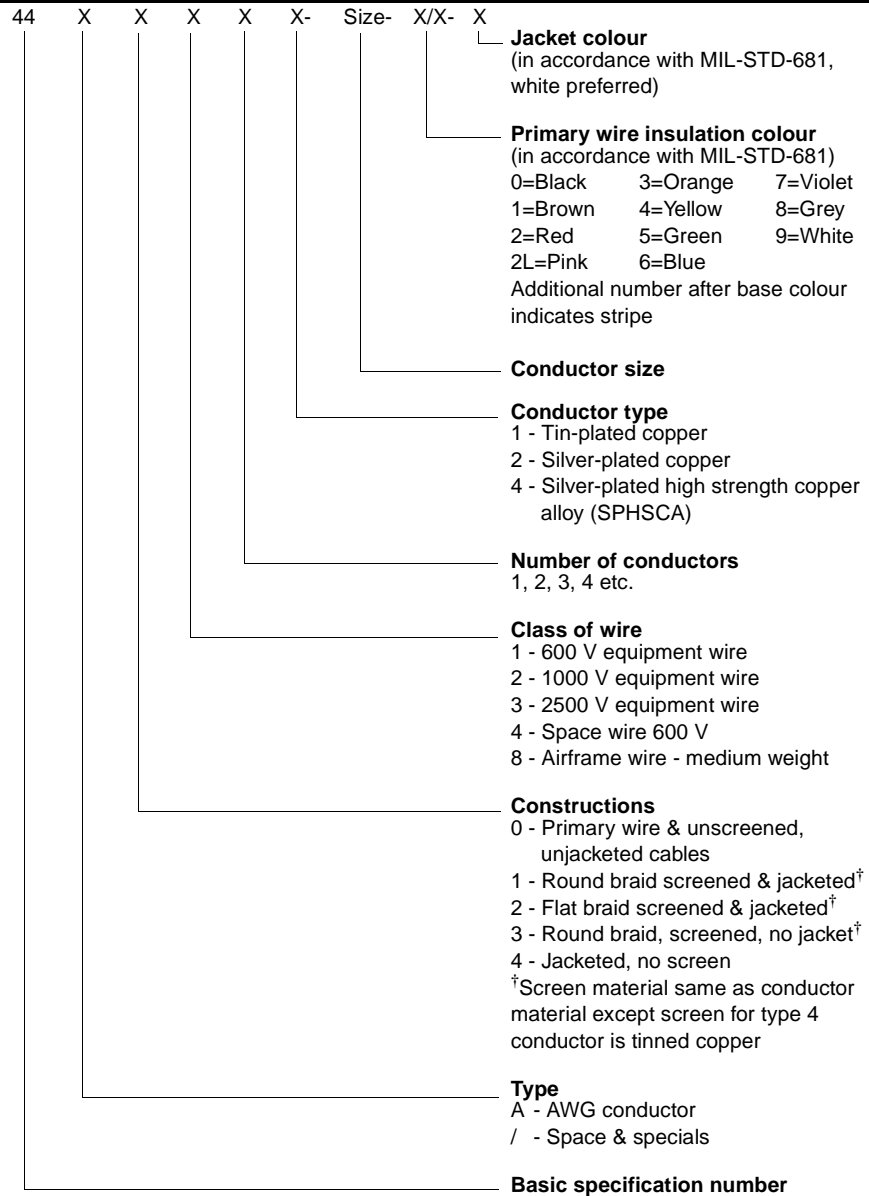 44 X X X X X- Size- X/X- X
Jacket colour
(in accordance with MIL-STD-681,
white preferred)
Primary wire insulation colour
(in accordance with MIL-STD-681)
0=Black 3=Orange 7=Violet
1=Brown 4=Yellow 8=Grey
2=Red 5=Green 9=White
2L=Pink 6=Blue
Additional number after base colour
indicates stripe
Conductor size
Conductor type
1 - Tin-plated copper
2 - Silver-plated copper
4 - Silver-plated high strength copper
alloy (SPHSCA)
Number of conductors
1, 2, 3, 4 etc.
Class of wire
1 - 600 V equipment wire
2 - 1000 V equipment wire
3 - 2500 V equipment wire
4 - Space wire 600 V
8 - Airframe wire - medium weight
Constructions
0 - Primary wire & unscreened,
unjacketed cables
1 - Round braid screened & jacketed†
2 - Flat braid screened & jacketed†
3 - Round braid, screened, no jacket†
4 - Jacketed, no screen
†Screen material same as conductor
material except screen for type 4
conductor is tinned copper
Type
A - AWG conductor
/ - Space & specials
Basic specification number